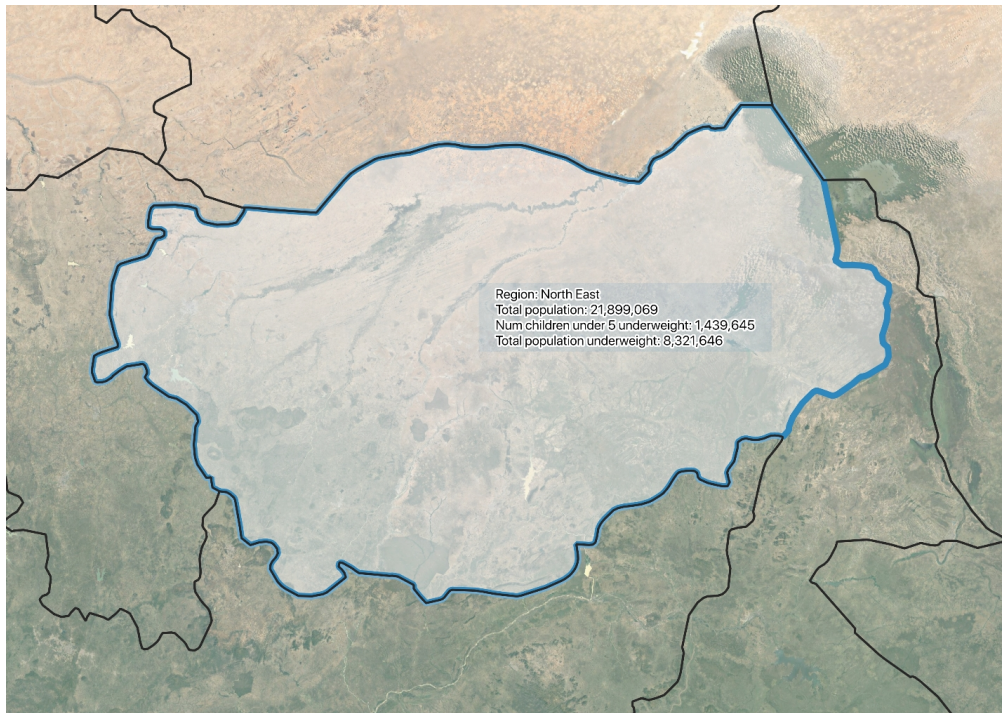 Region: North East
Total population: 21,899,069
Num children under 5 underweight: 1,439,645
Total population underweight: 8,321,646